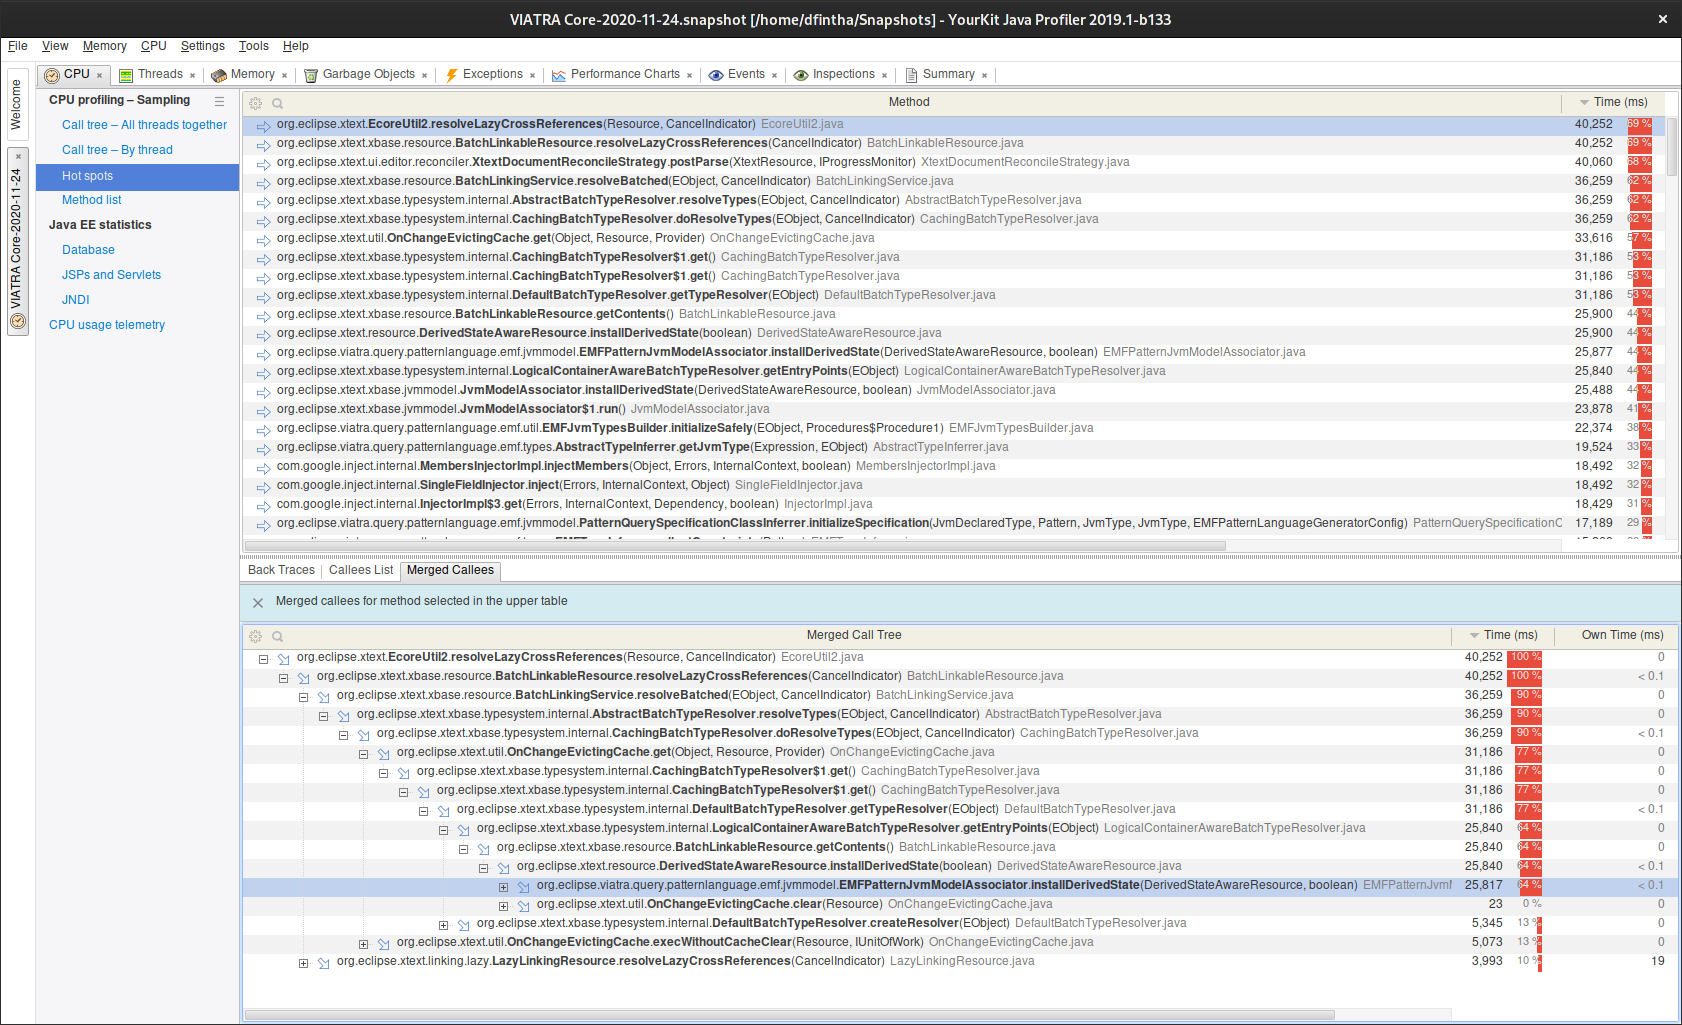 VIATRA Core-2020-11-24.snapshot [/home/dfintha/Snapshots] - YourKit Java Profiler 2019.1-b133
File View Memory CPU Settings Tools Help
CPU Threads Memory Garbage Objects Exceptions Performance Charts Events Inspections Summary
Welcome
VIATRA Core-2020-11-24
CPU profiling – Sampling
Call tree – All threads together
Call tree – By thread
Hot spots
Method list
Java EE statistics
Database
JSPs and Servlets
JNDI
CPU usage telemetry
Method Time (ms)
org.eclipse.xtext.EcoreUtil2.resolveLazyCrossReferences(Resource, CancelIndicator) EcoreUtil2.java 40,252 69 %
org.eclipse.xtext.xbase.resource.BatchLinkableResource.resolveLazyCrossReferences(CancelIndicator) BatchLinkableResource.java 40,252 69 %
org.eclipse.xtext.ui.editor.reconciler.XtextDocumentReconcileStrategy.postParse(XtextResource, IProgressMonitor) XtextDocumentReconcileStrategy.java 40,060 68 %
org.eclipse.xtext.xbase.resource.BatchLinkingService.resolveBatched(EObject, CancelIndicator) BatchLinkingService.java 36,259 62 %
org.eclipse.xtext.xbase.typesystem.internal.AbstractBatchTypeResolver.resolveTypes(EObject, CancelIndicator) AbstractBatchTypeResolver.java 36,259 62 %
org.eclipse.xtext.xbase.typesystem.internal.CachingBatchTypeResolver.doResolveTypes(EObject, CancelIndicator) CachingBatchTypeResolver.java 36,259 62 %
org.eclipse.xtext.util.OnChangeEvictingCache.get(Object, Resource, Provider) OnChangeEvictingCache.java 33,616 57 %
org.eclipse.xtext.xbase.typesystem.internal.CachingBatchTypeResolver$1.get() CachingBatchTypeResolver.java 31,186 53 %
org.eclipse.xtext.xbase.typesystem.internal.CachingBatchTypeResolver$1.get() CachingBatchTypeResolver.java 31,186 53 %
org.eclipse.xtext.xbase.typesystem.internal.DefaultBatchTypeResolver.getTypeResolver(EObject) DefaultBatchTypeResolver.java 31,186 53 %
org.eclipse.xtext.xbase.resource.BatchLinkableResource.getContents() BatchLinkableResource.java 25,900 44 %
org.eclipse.xtext.resource.DerivedStateAwareResource.installDerivedState(boolean) DerivedStateAwareResource.java 25,900 44 %
org.eclipse.viatra.query.patternlanguage.emf.jvmmodel.EMFPatternJvmModelAssociator.installDerivedState(DerivedStateAwareResource, boolean) EMFPatternJvmModelAssociator.java 25,877 44 %
org.eclipse.xtext.xbase.typesystem.internal.LogicalContainerAwareBatchTypeResolver.getEntryPoints(EObject) LogicalContainerAwareBatchTypeResolver.java 25,840 44 %
org.eclipse.xtext.xbase.jvmmodel.JvmModelAssociator.installDerivedState(DerivedStateAwareResource, boolean) JvmModelAssociator.java 25,488 44 %
org.eclipse.xtext.xbase.jvmmodel.JvmModelAssociator$1.run() JvmModelAssociator.java 23,878 41 %
org.eclipse.viatra.query.patternlanguage.emf.util.EMFJvmTypesBuilder.initializeSafely(EObject, Procedures$Procedure1) EMFJvmTypesBuilder.java 22,374 38 %
org.eclipse.viatra.query.patternlanguage.emf.types.AbstractTypeInferrer.getJvmType(Expression, EObject) AbstractTypeInferrer.java 19,524 33 %
com.google.inject.internal.MembersInjectorImpl.injectMembers(Object, Errors, InternalContext, boolean) MembersInjectorImpl.java 18,492 32 %
com.google.inject.internal.SingleFieldInjector.inject(Errors, InternalContext, Object) SingleFieldInjector.java 18,492 32 %
com.google.inject.internal.InjectorImpl$3.get(Errors, InternalContext, Dependency, boolean) InjectorImpl.java 18,429 31 %
org.eclipse.viatra.query.patternlanguage.emf.jvmmodel.PatternQuerySpecificationClassInferrer.initializeSpecification(JvmDeclaredType, Pattern, JvmType, JvmType, EMFPatternLanguageGeneratorConfig) PatternQuerySpecificationC 17,189 29 %
Back Traces Callees List Merged Callees
Merged callees for method selected in the upper table
Merged Call Tree Time (ms) Own Time (ms)
org.eclipse.xtext.EcoreUtil2.resolveLazyCrossReferences(Resource, CancelIndicator) EcoreUtil2.java 40,252 100 % 0
org.eclipse.xtext.xbase.resource.BatchLinkableResource.resolveLazyCrossReferences(CancelIndicator) BatchLinkableResource.java 40,252 100 % < 0.1
org.eclipse.xtext.xbase.resource.BatchLinkingService.resolveBatched(EObject, CancelIndicator) BatchLinkingService.java 36,259 90 % 0
org.eclipse.xtext.xbase.typesystem.internal.AbstractBatchTypeResolver.resolveTypes(EObject, CancelIndicator) AbstractBatchTypeResolver.java 36,259 90 % 0
org.eclipse.xtext.xbase.typesystem.internal.CachingBatchTypeResolver.doResolveTypes(EObject, CancelIndicator) CachingBatchTypeResolver.java 36,259 90 % < 0.1
org.eclipse.xtext.util.OnChangeEvictingCache.get(Object, Resource, Provider) OnChangeEvictingCache.java 31,186 77 % 0
org.eclipse.xtext.xbase.typesystem.internal.CachingBatchTypeResolver$1.get() CachingBatchTypeResolver.java 31,186 77 % 0
org.eclipse.xtext.xbase.typesystem.internal.CachingBatchTypeResolver$1.get() CachingBatchTypeResolver.java 31,186 77 % 0
org.eclipse.xtext.xbase.typesystem.internal.DefaultBatchTypeResolver.getTypeResolver(EObject) DefaultBatchTypeResolver.java 31,186 77 % < 0.1
org.eclipse.xtext.xbase.typesystem.internal.LogicalContainerAwareBatchTypeResolver.getEntryPoints(EObject) LogicalContainerAwareBatchTypeResolver.java 25,840 64 % 0
org.eclipse.xtext.xbase.resource.BatchLinkableResource.getContents() BatchLinkableResource.java 25,840 64 % 0
org.eclipse.xtext.resource.DerivedStateAwareResource.installDerivedState(boolean) DerivedStateAwareResource.java 25,840 64 % < 0.1
org.eclipse.viatra.query.patternlanguage.emf.jvmmodel.EMFPatternJvmModelAssociator.installDerivedState(DerivedStateAwareResource, boolean) EMFPatternJvmM 25,817 64 % < 0.1
org.eclipse.xtext.util.OnChangeEvictingCache.clear(Resource) OnChangeEvictingCache.java 23 0 % 0
org.eclipse.xtext.xbase.typesystem.internal.DefaultBatchTypeResolver.createResolver(EObject) DefaultBatchTypeResolver.java 5,345 13 % 0
org.eclipse.xtext.util.OnChangeEvictingCache.execWithoutCacheClear(Resource, IUnitOfWork) OnChangeEvictingCache.java 5,073 13 % 0
org.eclipse.xtext.linking.lazy.LazyLinkingResource.resolveLazyCrossReferences(CancelIndicator) LazyLinkingResource.java 3,993 10 % 19